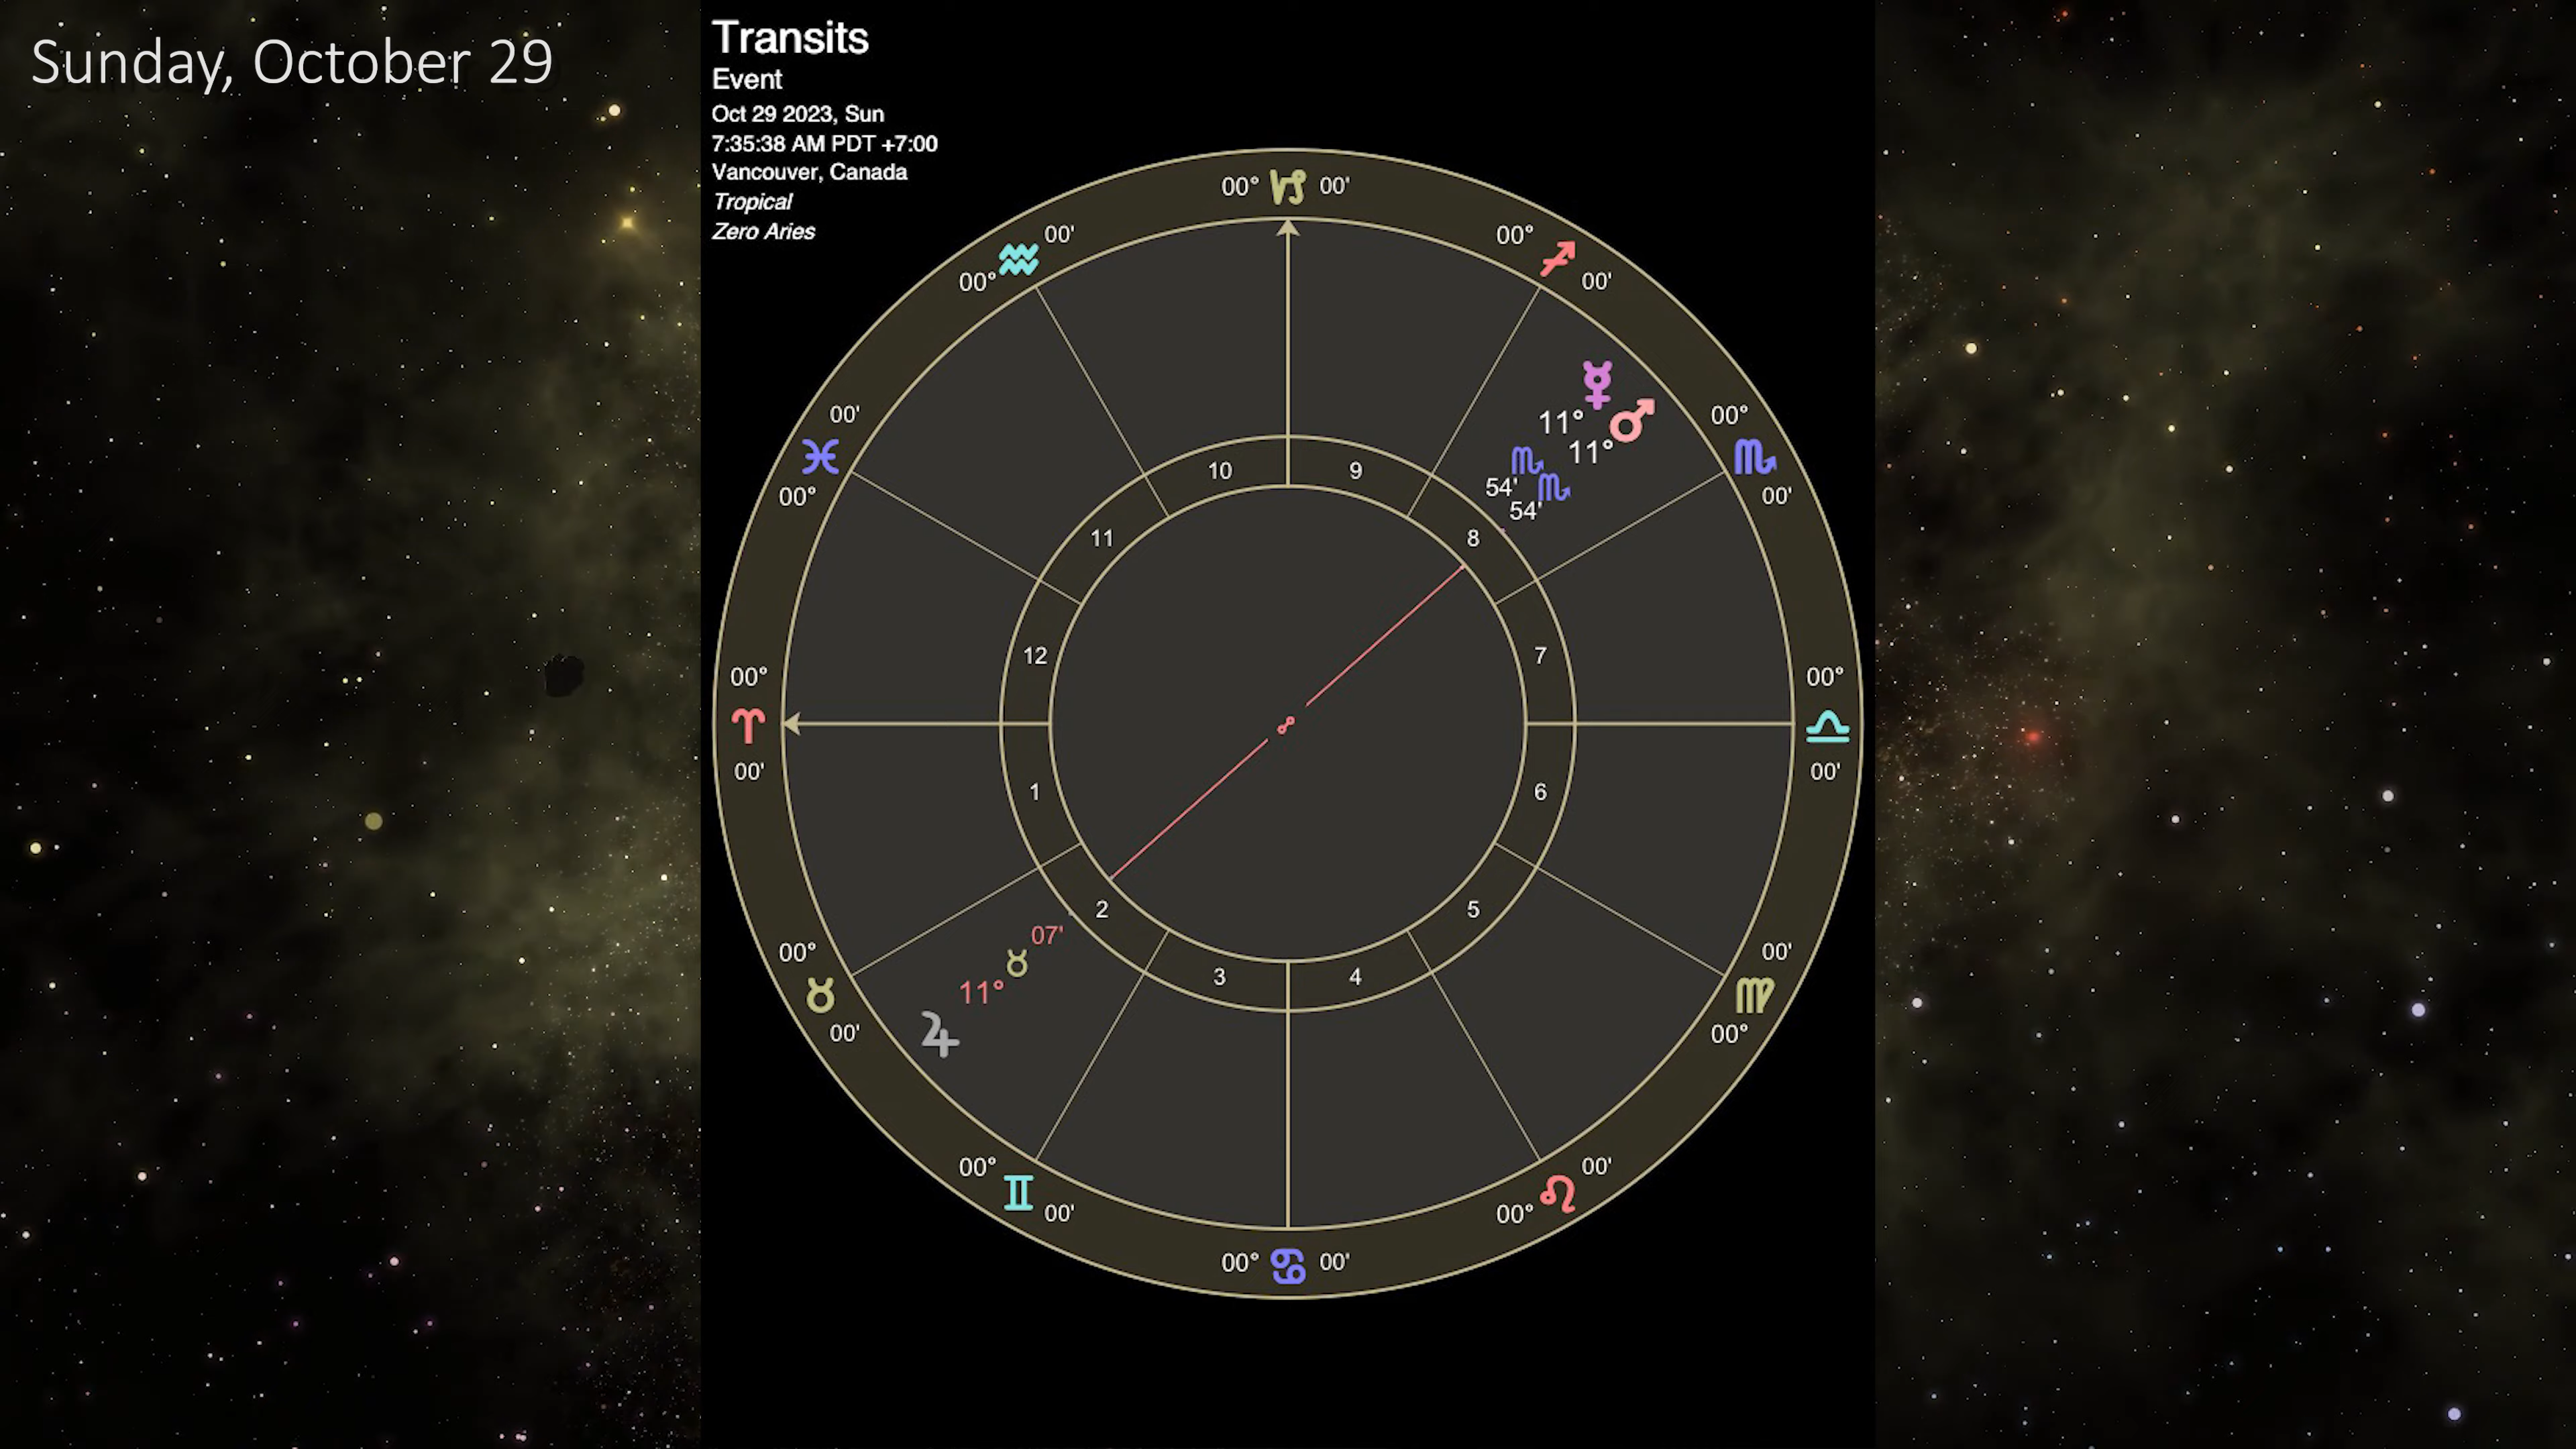 Sunday, October 29
Transits
Event
Oct 29 2023, Sun
7:35:38 AM PDT +7:00
Vancouver, Canada
Tropical
Zero Aries
00° ♑ 00'
00° ♐ 00'
00° ♏ 00'
00° ♎ 00'
00° ♍ 00'
00° ♌ 00'
00° ♋ 00'
00° ♊ 00'
00° ♉ 00'
00° ♈ 00'
00° ♓ 00'
00° ♒ 00'
☿ 11° ♏ 54'
♂ 11° ♏ 54'
♃ 11° ♉ 07'
10
9
11
8
12
7
1
6
2
5
3
4